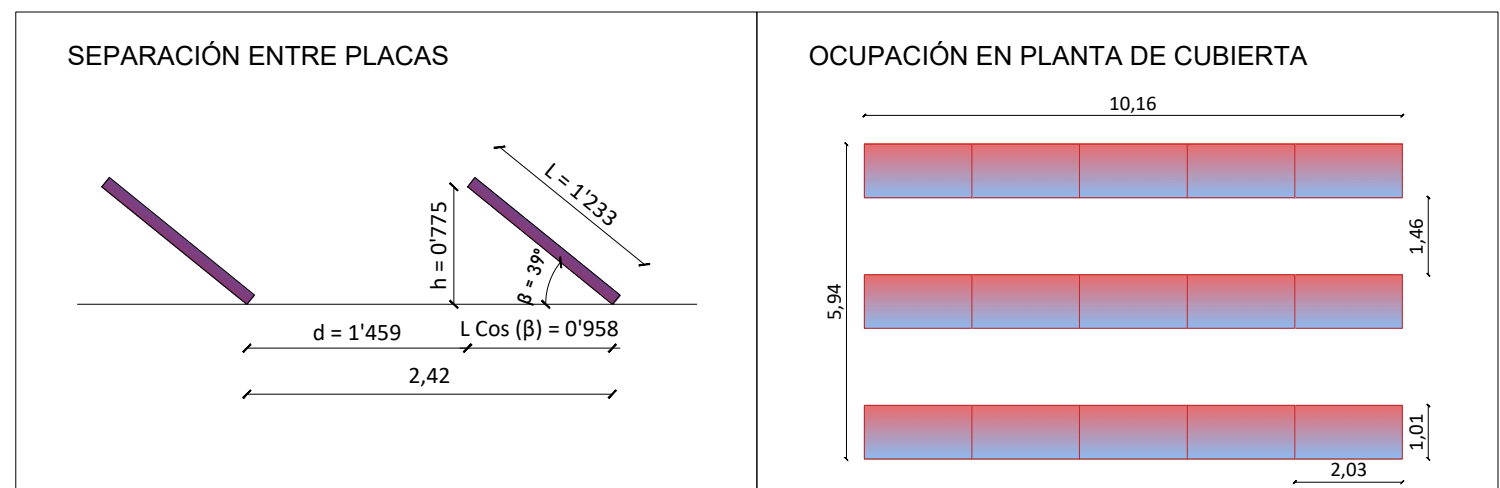 SEPARACIÓN ENTRE PLACAS
L = 1'233
h = 0'775
β = 39º
d = 1'459
L Cos (β) = 0'958
2,42
OCUPACIÓN EN PLANTA DE CUBIERTA
10,16
1,46
5,94
1,01
2,03